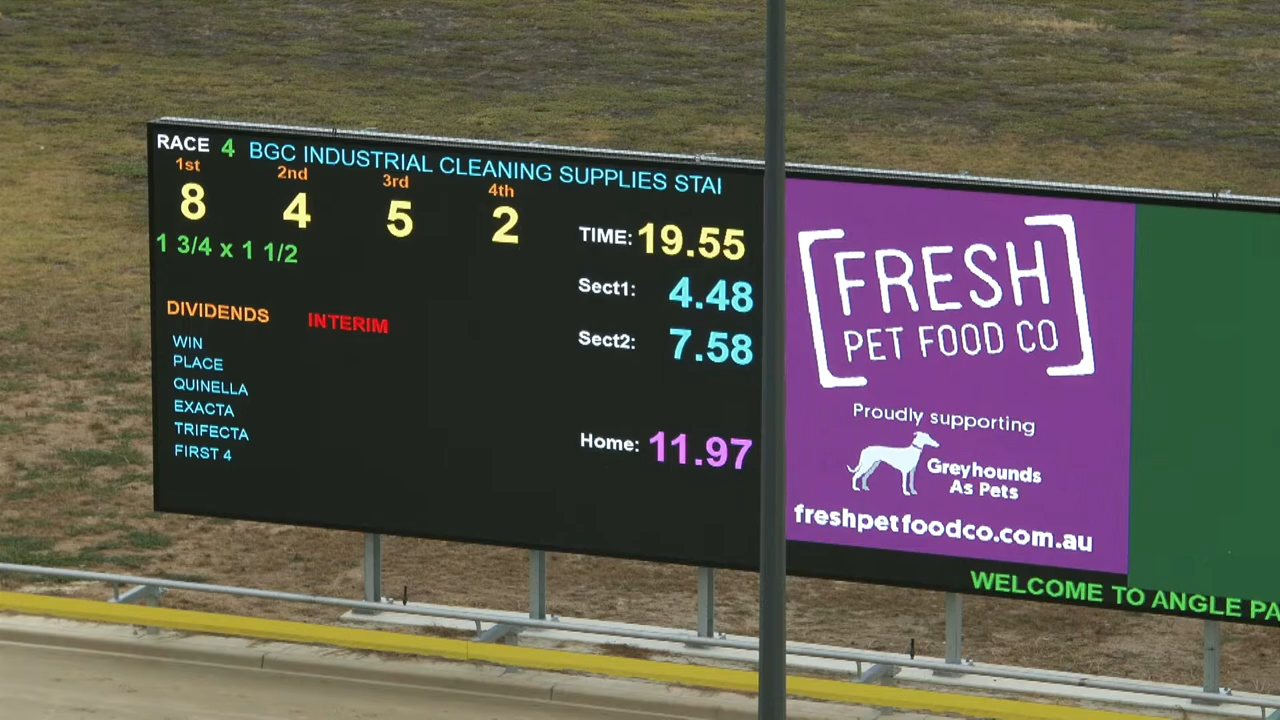 RACE 4 BGC INDUSTRIAL CLEANING SUPPLIES STAI
1st 2nd 3rd 4th
8 4 5 2
1 3/4 x 1 1/2
TIME: 19.55
Sect1: 4.48
Sect2: 7.58
Home: 11.97
DIVIDENDS INTERIM
WIN
PLACE
QUINELLA
EXACTA
TRIFECTA
FIRST 4
FRESH
PET FOOD CO
Proudly supporting
Greyhounds
As Pets
freshpetfoodco.com.au
WELCOME TO ANGLE PA